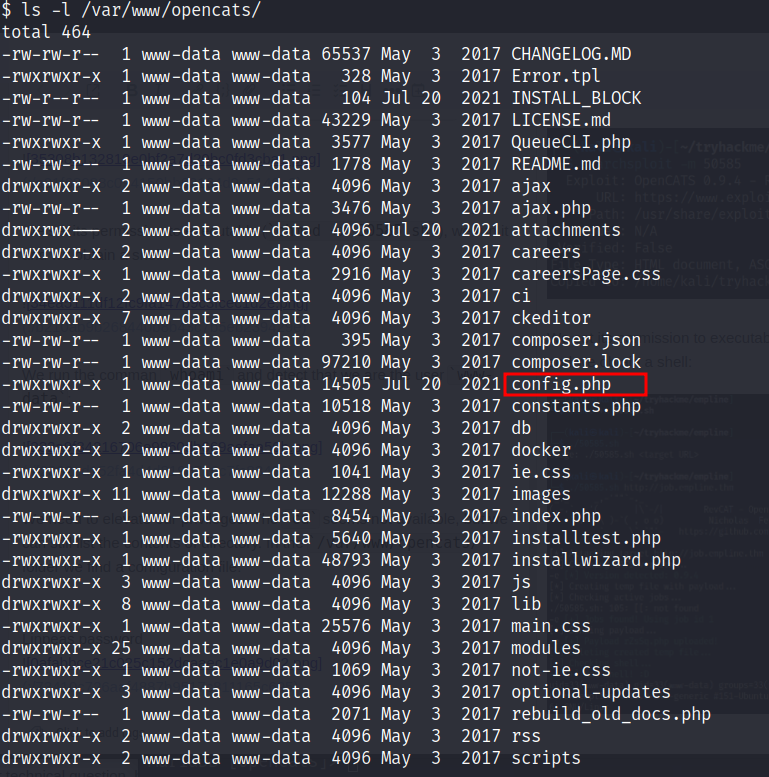 $ ls -l /var/www/opencats/
total 464
-rw-rw-r--  1 www-data www-data 65537 May  3  2017 CHANGELOG.MD
-rwxrwxr-x  1 www-data www-data   328 May  3  2017 Error.tpl
-rw-r--r--  1 www-data www-data   104 Jul 20  2021 INSTALL_BLOCK
-rw-rw-r--  1 www-data www-data 43229 May  3  2017 LICENSE.md
-rwxrwxr-x  1 www-data www-data  3577 May  3  2017 QueueCLI.php
-rw-rw-r--  1 www-data www-data  1778 May  3  2017 README.md
drwxrwxr-x  2 www-data www-data  4096 May  3  2017 ajax
-rw-rw-r--  1 www-data www-data  3476 May  3  2017 ajax.php
drwxrwx---  2 www-data www-data  4096 Jul 20  2021 attachments
drwxrwxr-x  2 www-data www-data  4096 May  3  2017 careers
-rwxrwxr-x  1 www-data www-data  2916 May  3  2017 careersPage.css
drwxrwxr-x  2 www-data www-data  4096 May  3  2017 ci
drwxrwxr-x  7 www-data www-data  4096 May  3  2017 ckeditor
-rw-rw-r--  1 www-data www-data   395 May  3  2017 composer.json
-rw-rw-r--  1 www-data www-data 97210 May  3  2017 composer.lock
-rwxrwxr-x  1 www-data www-data 14505 Jul 20  2021 config.php
-rwxrwxr-x  1 www-data www-data 10518 May  3  2017 constants.php
drwxrwxr-x  2 www-data www-data  4096 May  3  2017 db
drwxrwxr-x  2 www-data www-data  4096 May  3  2017 docker
-rwxrwxr-x  1 www-data www-data  1041 May  3  2017 ie.css
drwxrwxr-x 11 www-data www-data 12288 May  3  2017 images
-rw-rw-r--  1 www-data www-data  8454 May  3  2017 index.php
-rwxrwxr-x  1 www-data www-data  5640 May  3  2017 installtest.php
-rwxrwxr-x  1 www-data www-data 48793 May  3  2017 installwizard.php
drwxrwxr-x  3 www-data www-data  4096 May  3  2017 js
drwxrwxr-x  8 www-data www-data  4096 May  3  2017 lib
-rwxrwxr-x  1 www-data www-data 25576 May  3  2017 main.css
drwxrwxr-x 25 www-data www-data  4096 May  3  2017 modules
-rwxrwxr-x  1 www-data www-data  1069 May  3  2017 not-ie.css
drwxrwxr-x  3 www-data www-data  4096 May  3  2017 optional-updates
-rw-rw-r--  1 www-data www-data  2071 May  3  2017 rebuild_old_docs.php
drwxrwxr-x  2 www-data www-data  4096 May  3  2017 rss
drwxrwxr-x  2 www-data www-data  4096 May  3  2017 scripts